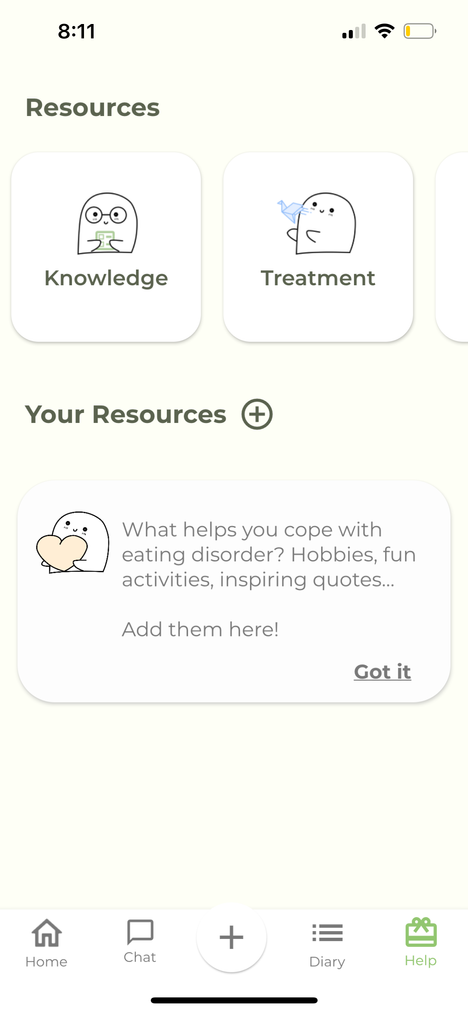 8:11
Resources
Knowledge
Treatment
Your Resources
What helps you cope with
eating disorder? Hobbies, fun
activities, inspiring quotes...
Add them here!
Got it
Home
Chat
Diary
Help